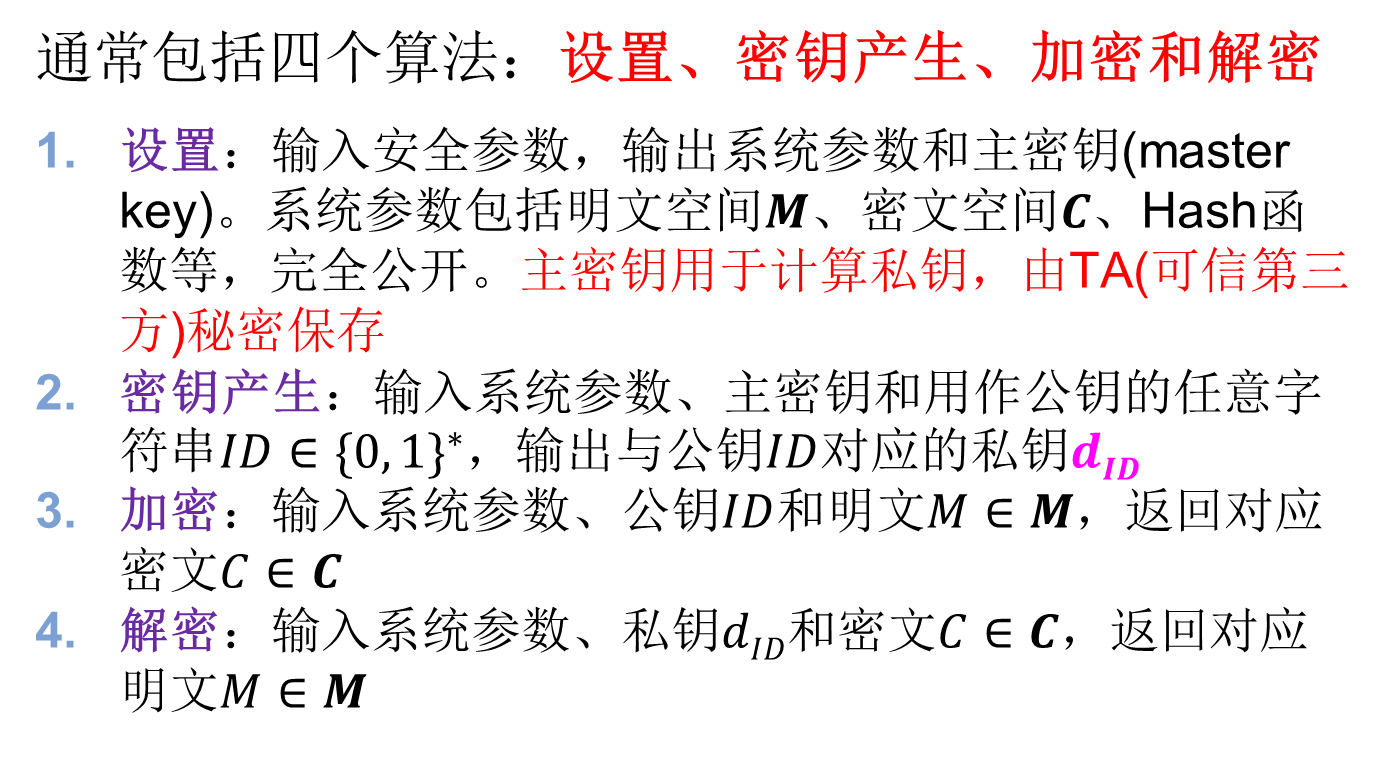 通常包括四个算法：设置、密钥产生、加密和解密
1. 设置：输入安全参数，输出系统参数和主密钥(master
key)。系统参数包括明文空间M、密文空间C、Hash函
数等，完全公开。主密钥用于计算私钥，由TA(可信第三
方)秘密保存
2. 密钥产生：输入系统参数、主密钥和用作公钥的任意字
符串ID ∈ {0, 1}*，输出与公钥ID对应的私钥d_ID
3. 加密：输入系统参数、公钥ID和明文M ∈ M，返回对应
密文C ∈ C
4. 解密：输入系统参数、私钥d_ID和密文C ∈ C，返回对应
明文M ∈ M